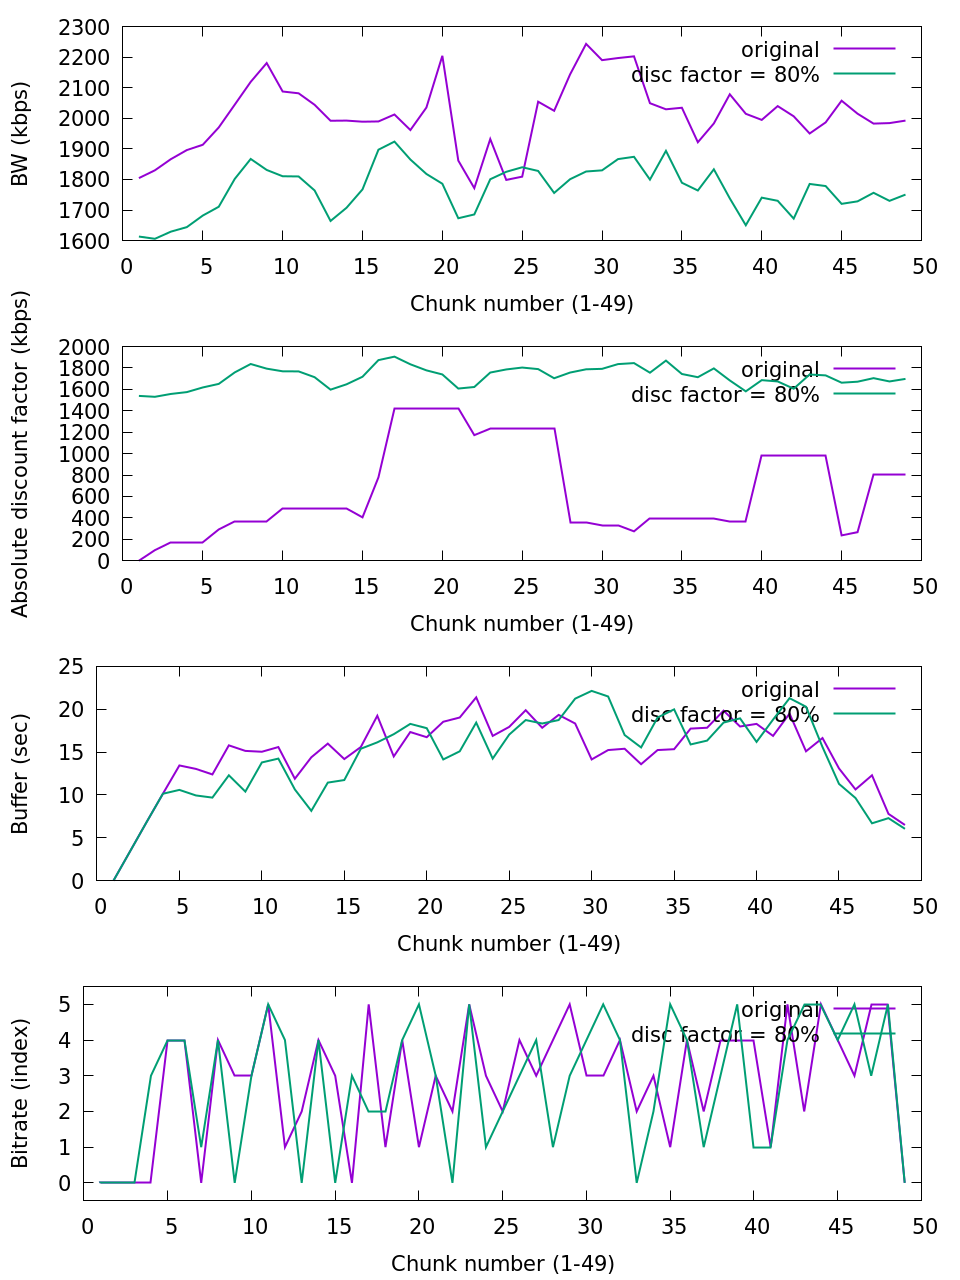 2300
2200
2100
2000
1900
1800
1700
1600
BW (kbps)
original
disc factor = 80%
0 5 10 15 20 25 30 35 40 45 50
Chunk number (1-49)
2000
1800
1600
1400
1200
1000
800
600
400
200
0
Absolute discount factor (kbps)
original
disc factor = 80%
0 5 10 15 20 25 30 35 40 45 50
Chunk number (1-49)
25
20
15
10
5
0
Buffer (sec)
original
disc factor = 80%
0 5 10 15 20 25 30 35 40 45 50
Chunk number (1-49)
5
4
3
2
1
0
Bitrate (index)
original
disc factor = 80%
0 5 10 15 20 25 30 35 40 45 50
Chunk number (1-49)